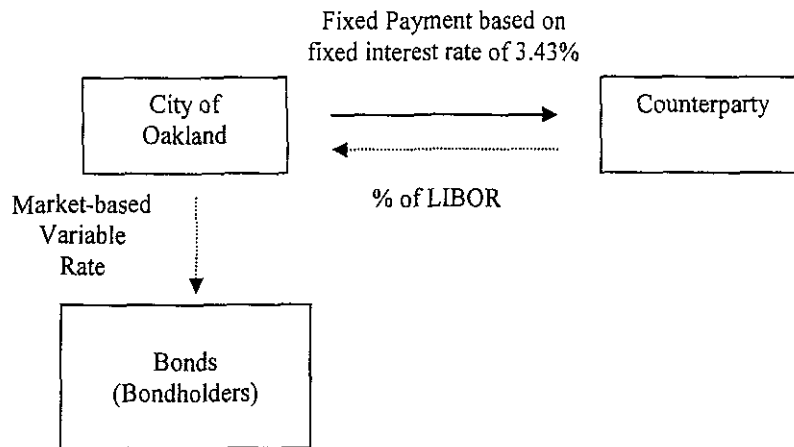 Fixed Payment based on
fixed interest rate of 3.43%
City of
Oakland
Counterparty
% of LIBOR
Market-based
Variable
Rate
Bonds
(Bondholders)